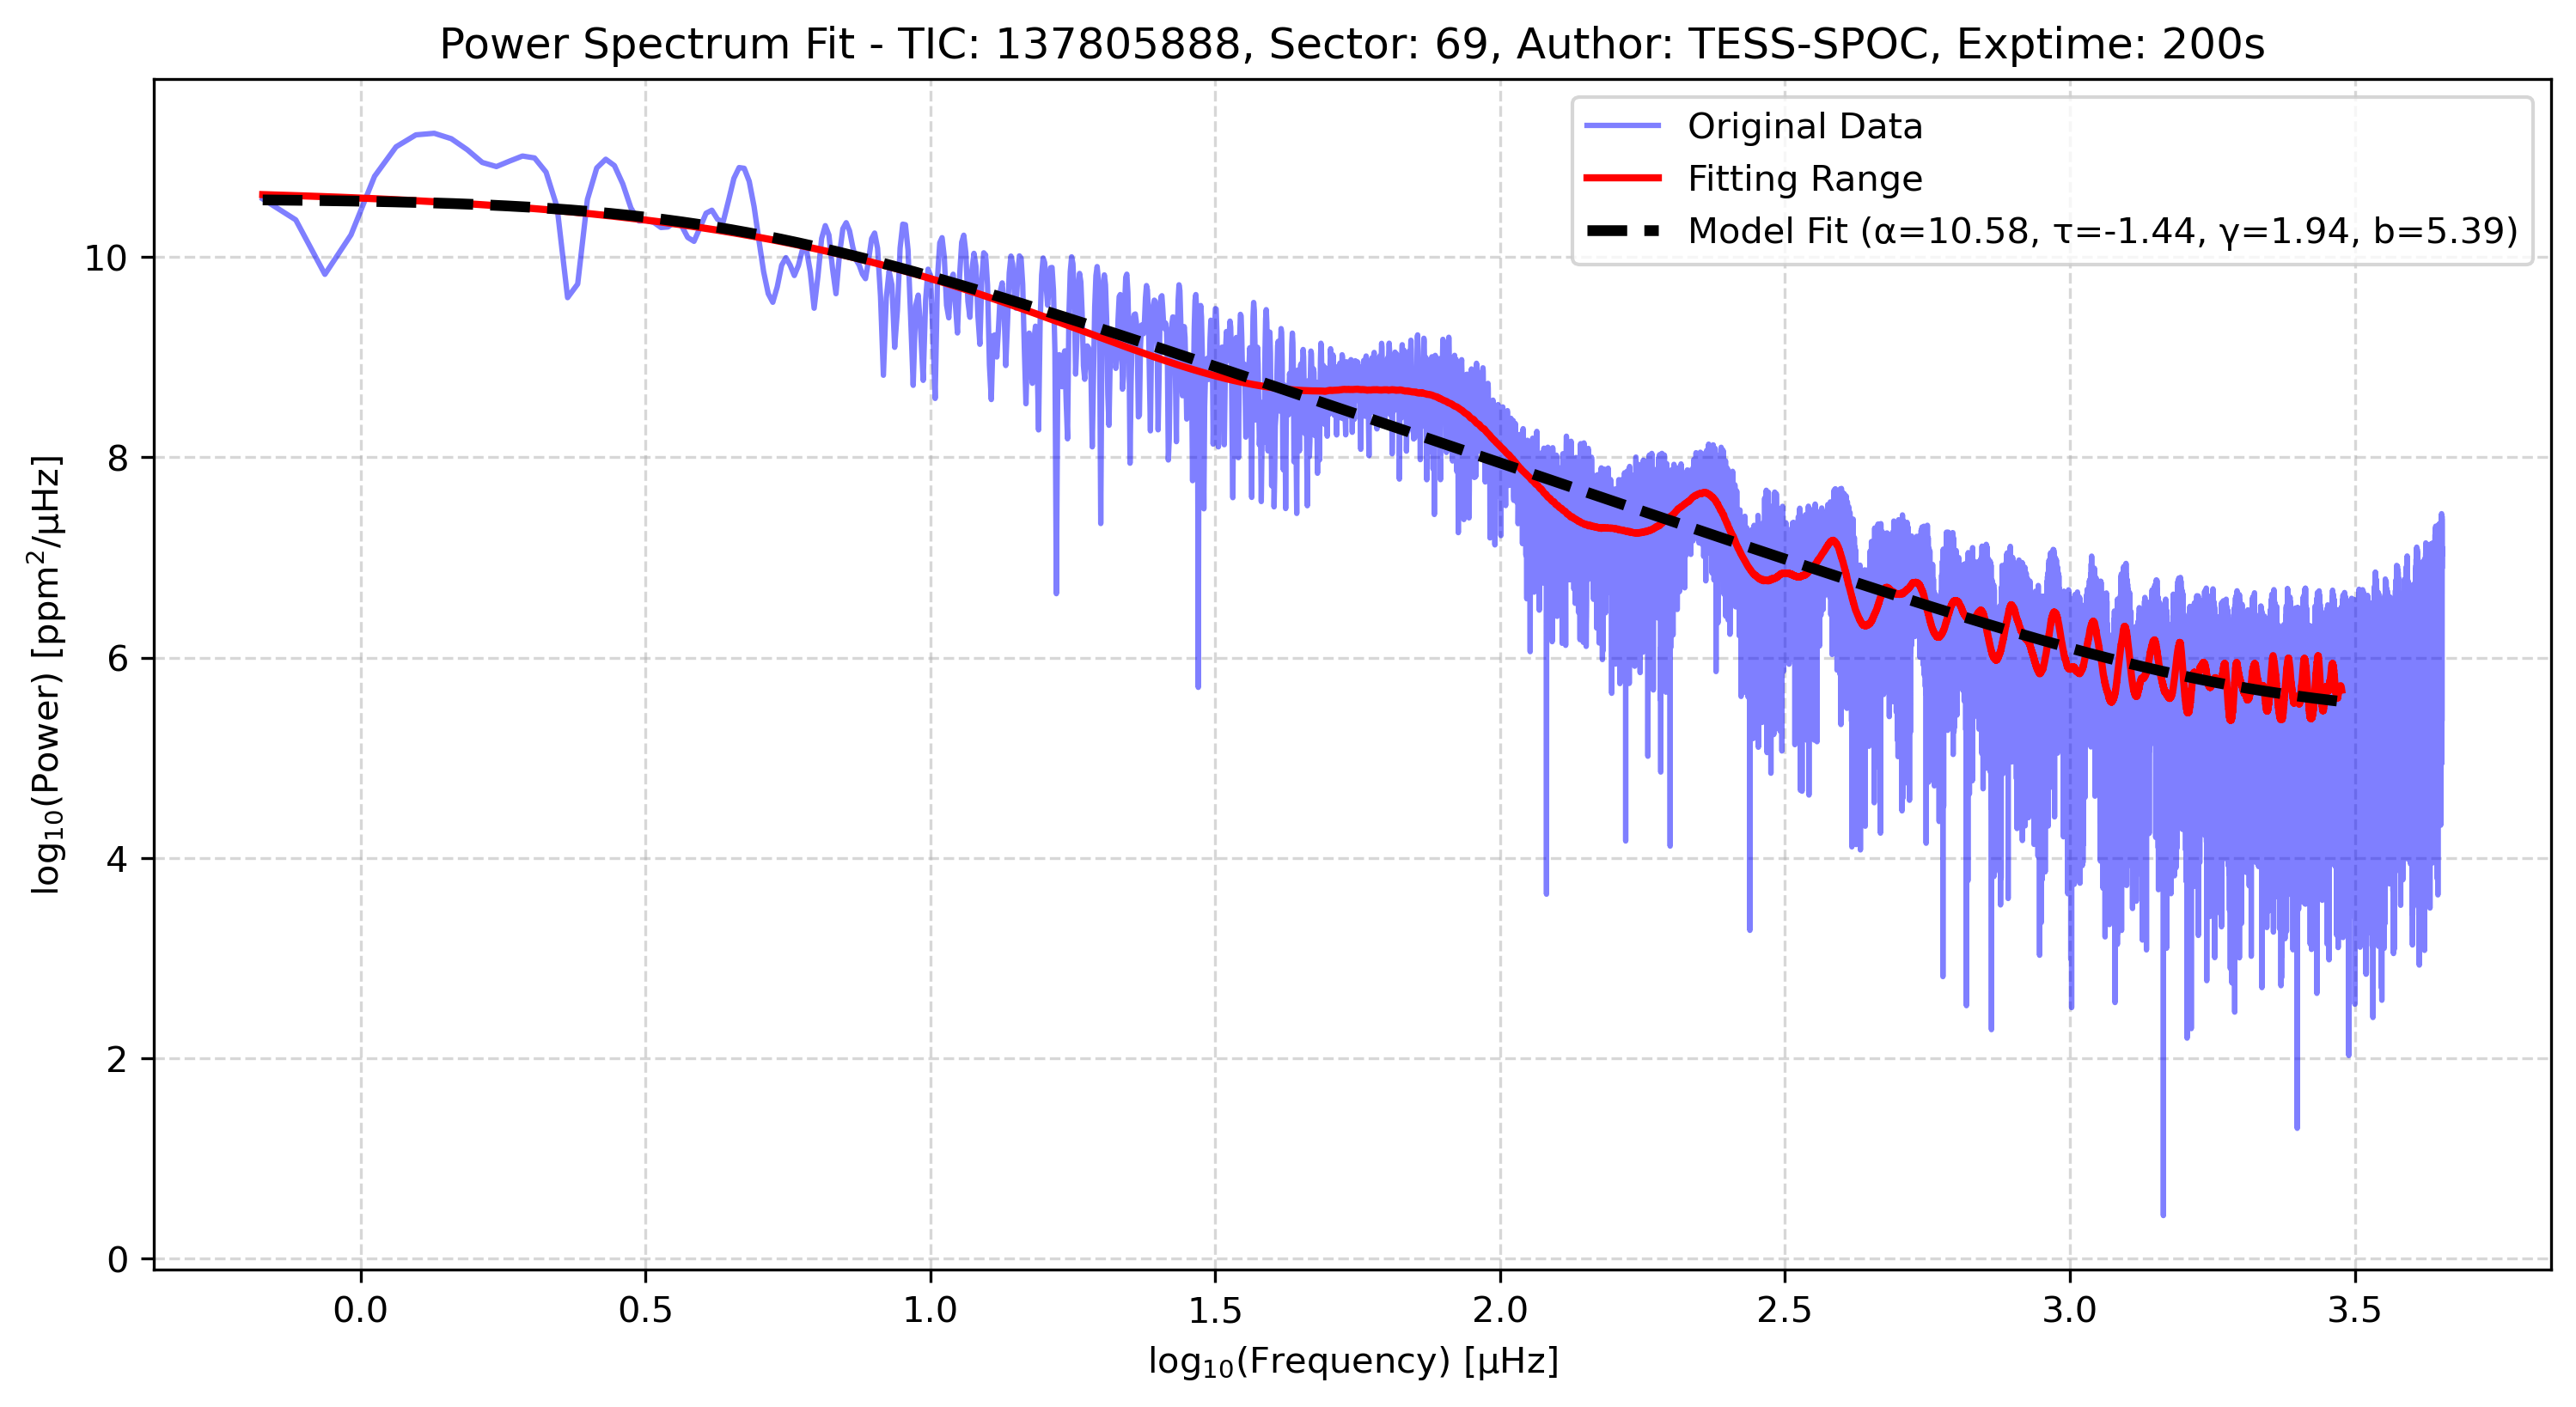 Power Spectrum Fit - TIC: 137805888, Sector: 69, Author: TESS-SPOC, Exptime: 200s
Original Data
Fitting Range
Model Fit (α=10.58, τ=-1.44, γ=1.94, b=5.39)
log₁₀(Power) [ppm²/μHz]
10
8
6
4
2
0
0.0 0.5 1.0 1.5 2.0 2.5 3.0 3.5
log₁₀(Frequency) [μHz]